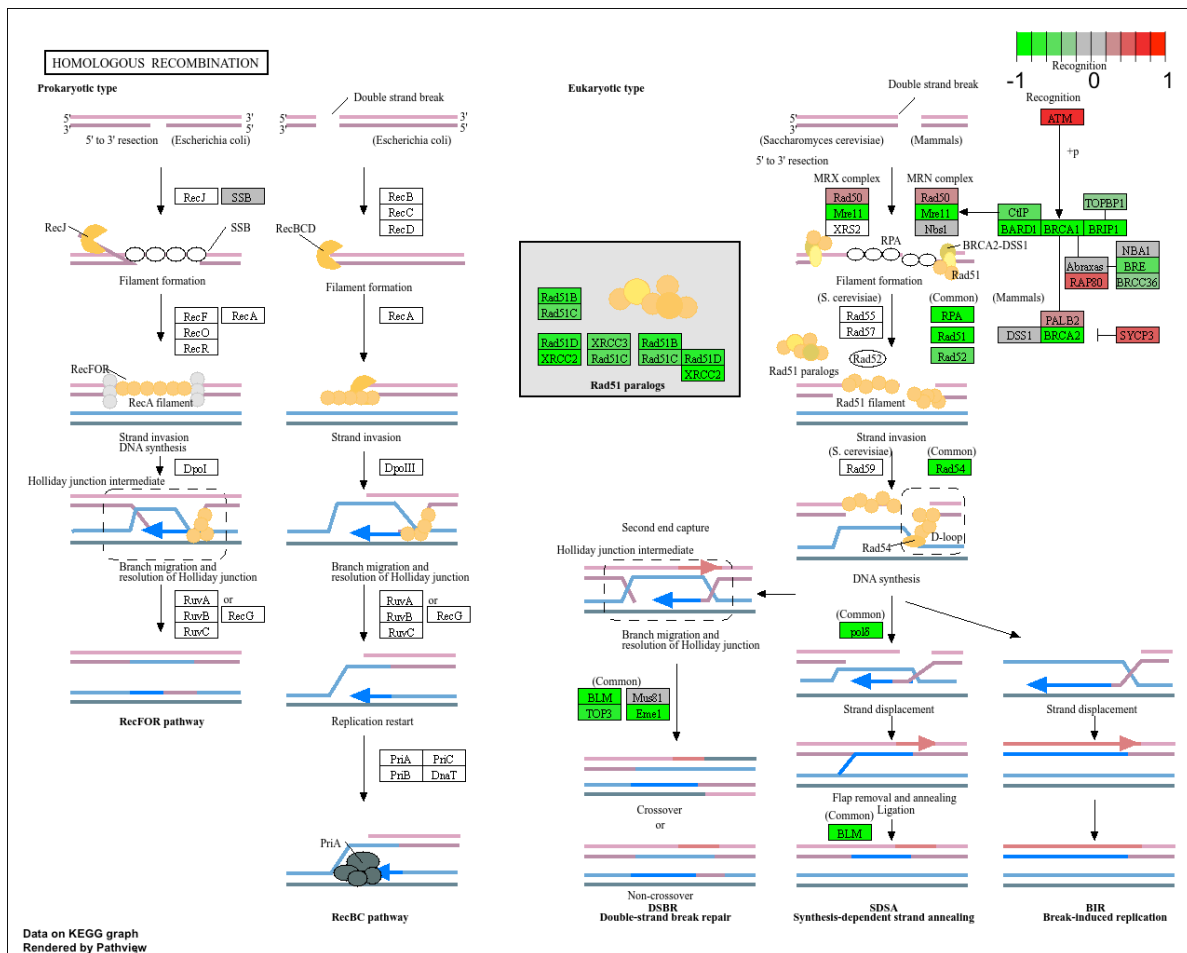 HOMOLOGOUS RECOMBINATION
Prokaryotic type
Double strand break
5'
3'
3'
5'
5' to 3' resection
(Escherichia coli)
RecJ
SSB
RecJ
SSB
Filament formation
RecF
RecA
RecO
RecR
RecFOR
RecA filament
Strand invasion
DNA synthesis
DpoI
Holliday junction intermediate
Branch migration and
resolution of Holliday junction
RuvA
or
RuvB
RecG
RuvC
RecFOR pathway
5'
3'
3'
5'
(Escherichia coli)
RecB
RecC
RecD
RecBCD
Filament formation
RecA
Strand invasion
DpoIII
Branch migration and
resolution of Holliday junction
RuvA
or
RuvB
RecG
RuvC
Replication restart
PriA
PriC
PriB
DnaT
PriA
RecBC pathway
Eukaryotic type
Double strand break
5'
3'
3'
5'
(Saccharomyces cerevisiae)
(Mammals)
5' to 3' resection
MRX complex
MRN complex
Rad50
Mre11
XRS2
Rad50
Mre11
Nbs1
RPA
BRCA2-DSS1
Rad51
Filament formation
(S. cerevisiae)
(Common)
Rad55
Rad57
Rad52
RPA
Rad51
Rad52
Rad51 paralogs
Rad51 filament
Strand invasion
(S. cerevisiae)
(Common)
Rad59
Rad54
Rad54
D-loop
DNA synthesis
Recognition
-1
0
1
Recognition
ATM
+p
CtIP
TOPBP1
BARD1
BRCA1
BRIP1
NBA1
Abraxas
BRE
RAP80
BRCC36
(Mammals)
PALB2
DSS1
BRCA2
SYCP3
Rad51B
Rad51C
Rad51D
XRCC3
Rad51B
XRCC2
Rad51C
Rad51C
Rad51D
XRCC2
Rad51 paralogs
Second end capture
Holliday junction intermediate
Branch migration and
resolution of Holliday junction
(Common)
BLM
Mus81
TOP3
Eme1
Crossover
or
Non-crossover
DSBR
Double-strand break repair
(Common)
polδ
Strand displacement
Flap removal and annealing
Ligation
(Common)
BLM
SDSA
Synthesis-dependent strand annealing
Strand displacement
BIR
Break-induced replication
Data on KEGG graph
Rendered by Pathview